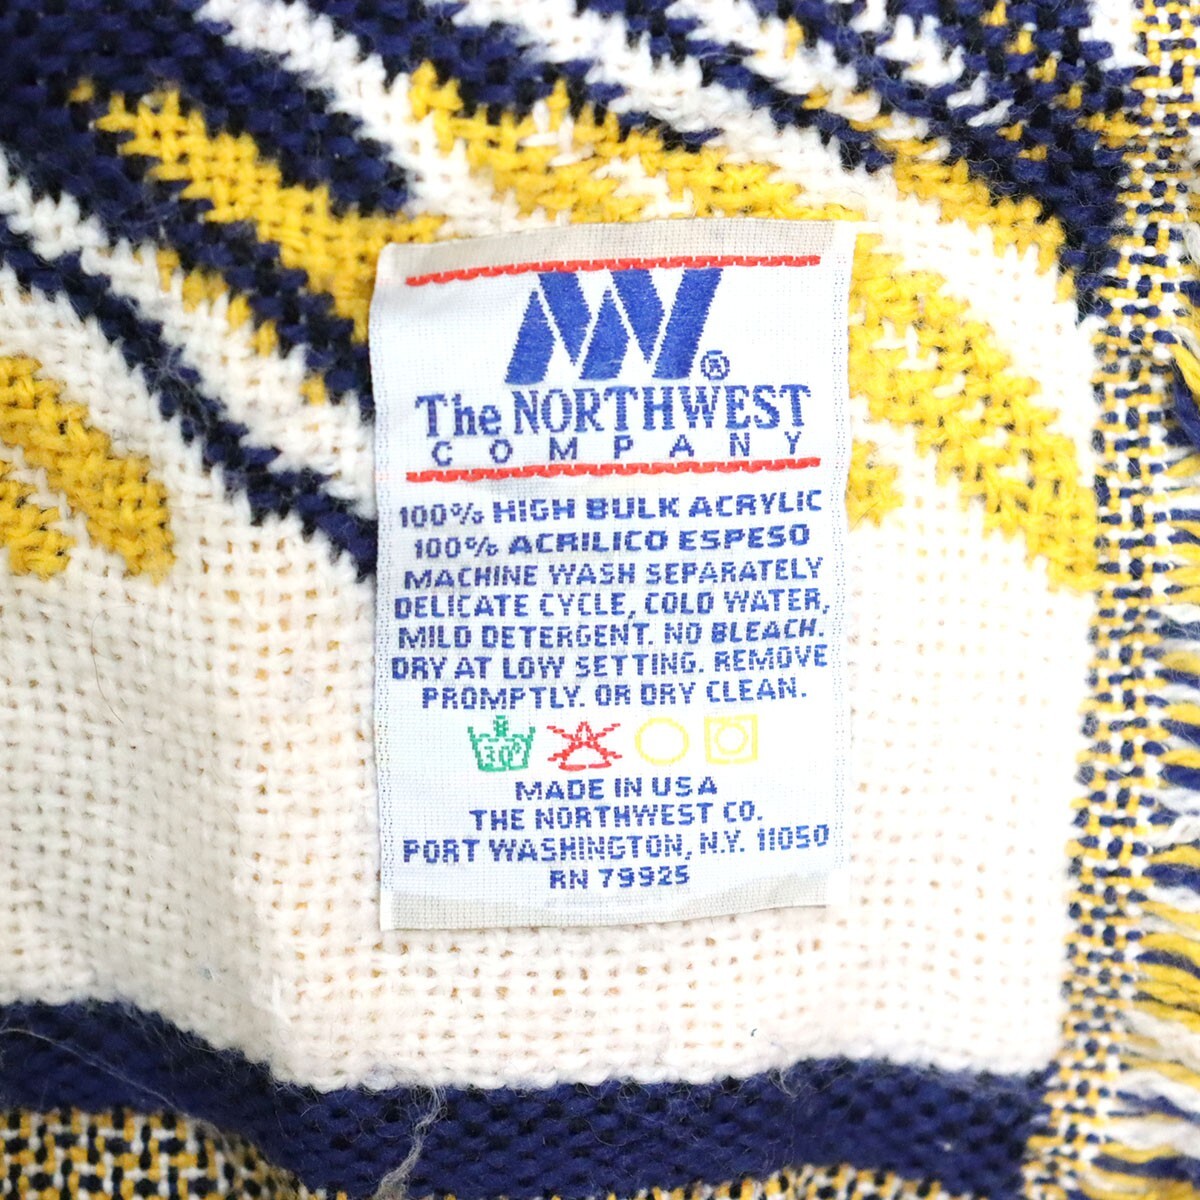 ®
The NORTHWEST
COMPANY
100% HIGH BULK ACRYLIC
100% ACRILICO ESPESO
MACHINE WASH SEPARATELY
DELICATE CYCLE, COLD WATER,
MILD DETERGENT. NO BLEACH.
DRY AT LOW SETTING. REMOVE
PROMPTLY. OR DRY CLEAN.
30°
MADE IN USA
THE NORTHWEST CO.
PORT WASHINGTON, N.Y. 11050
RN 79925